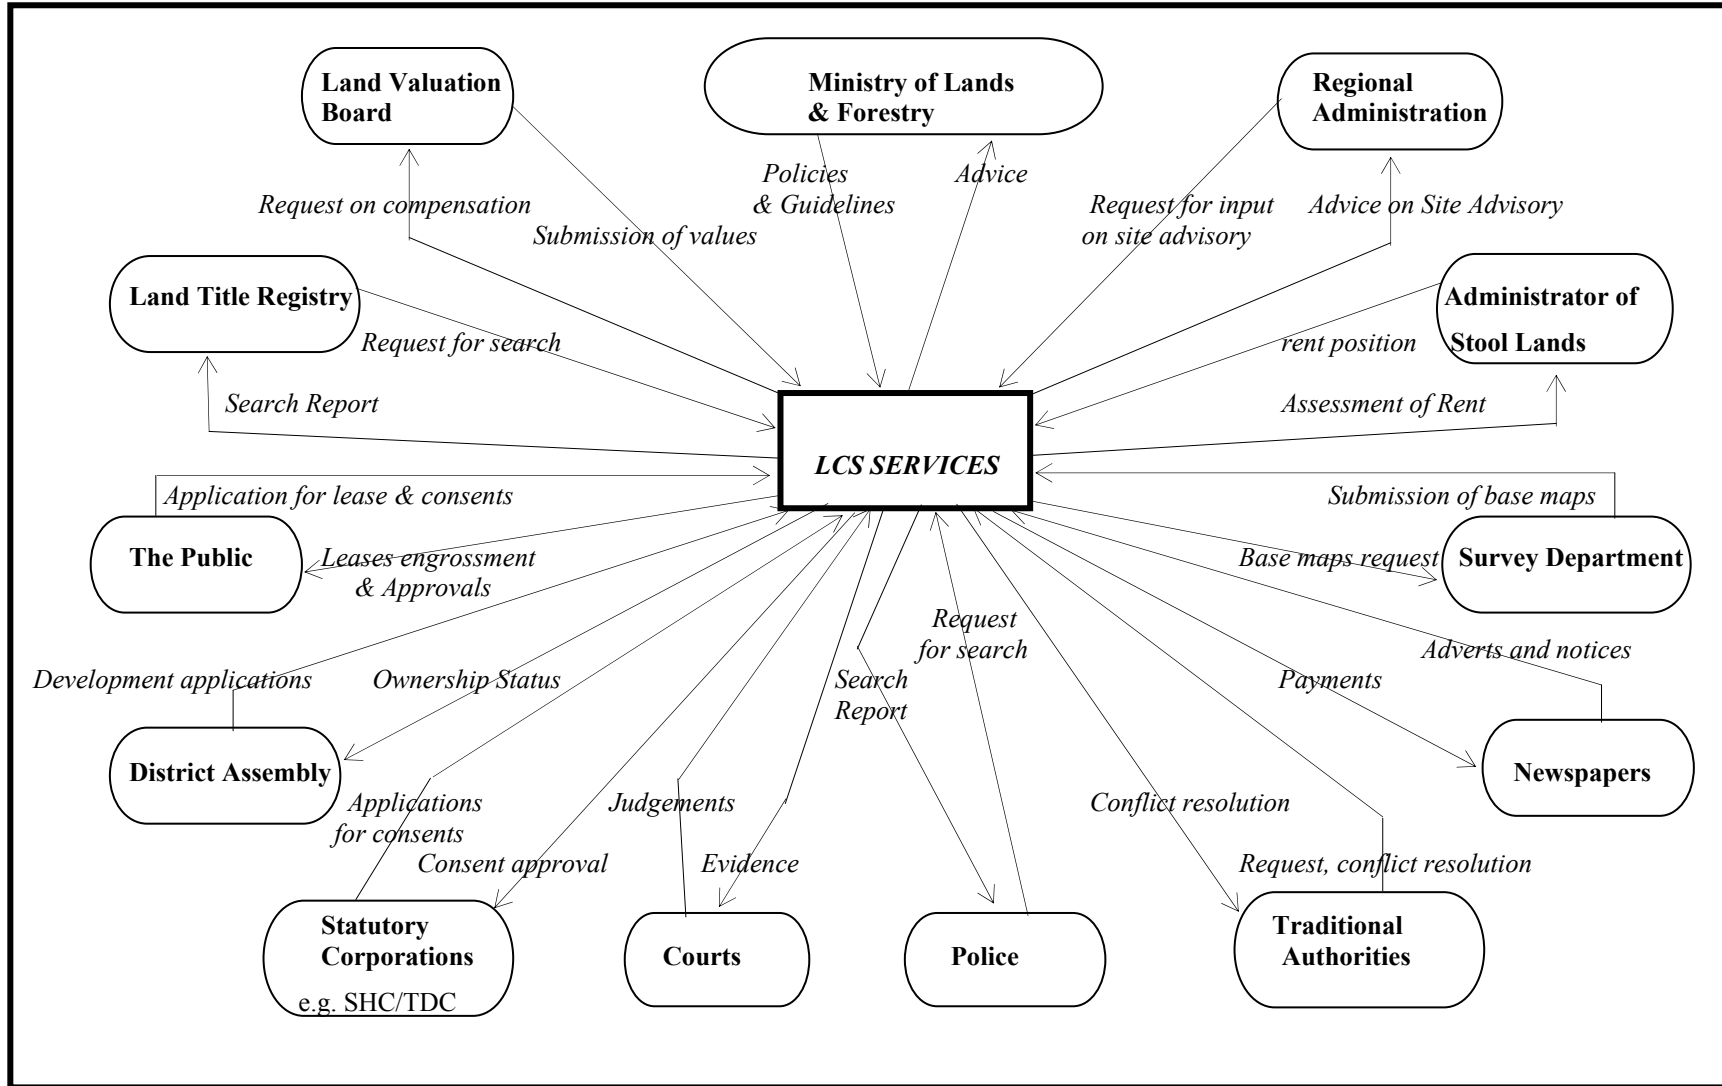 Land Valuation
Board
Ministry of Lands
& Forestry
Regional
Administration
Policies
& Guidelines
Advice
Request on compensation
Submission of values
Request for input
on site advisory
Advice on Site Advisory
Land Title Registry
Administrator of
Stool Lands
Request for search
rent position
Search Report
Assessment of Rent
LCS SERVICES
Application for lease & consents
Submission of base maps
The Public
Leases engrossment
& Approvals
Base maps request
Survey Department
Request
for search
Development applications
Ownership Status
Search
Report
Payments
Adverts and notices
District Assembly
Newspapers
Applications
for consents
Judgements
Conflict resolution
Consent approval
Evidence
Request, conflict resolution
Statutory
Corporations
e.g. SHC/TDC
Courts
Police
Traditional
Authorities